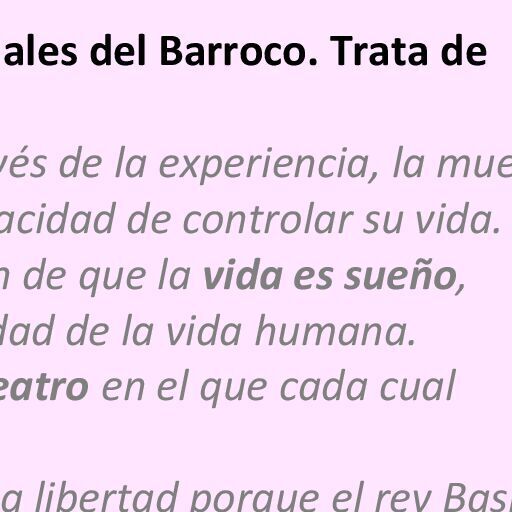 ales del Barroco. Trata de
vés de la experiencia, la mue
acidad de controlar su vida.
n de que la vida es sueño,
dad de la vida humana.
eatro en el que cada cual
a libertad porque el rey Basi